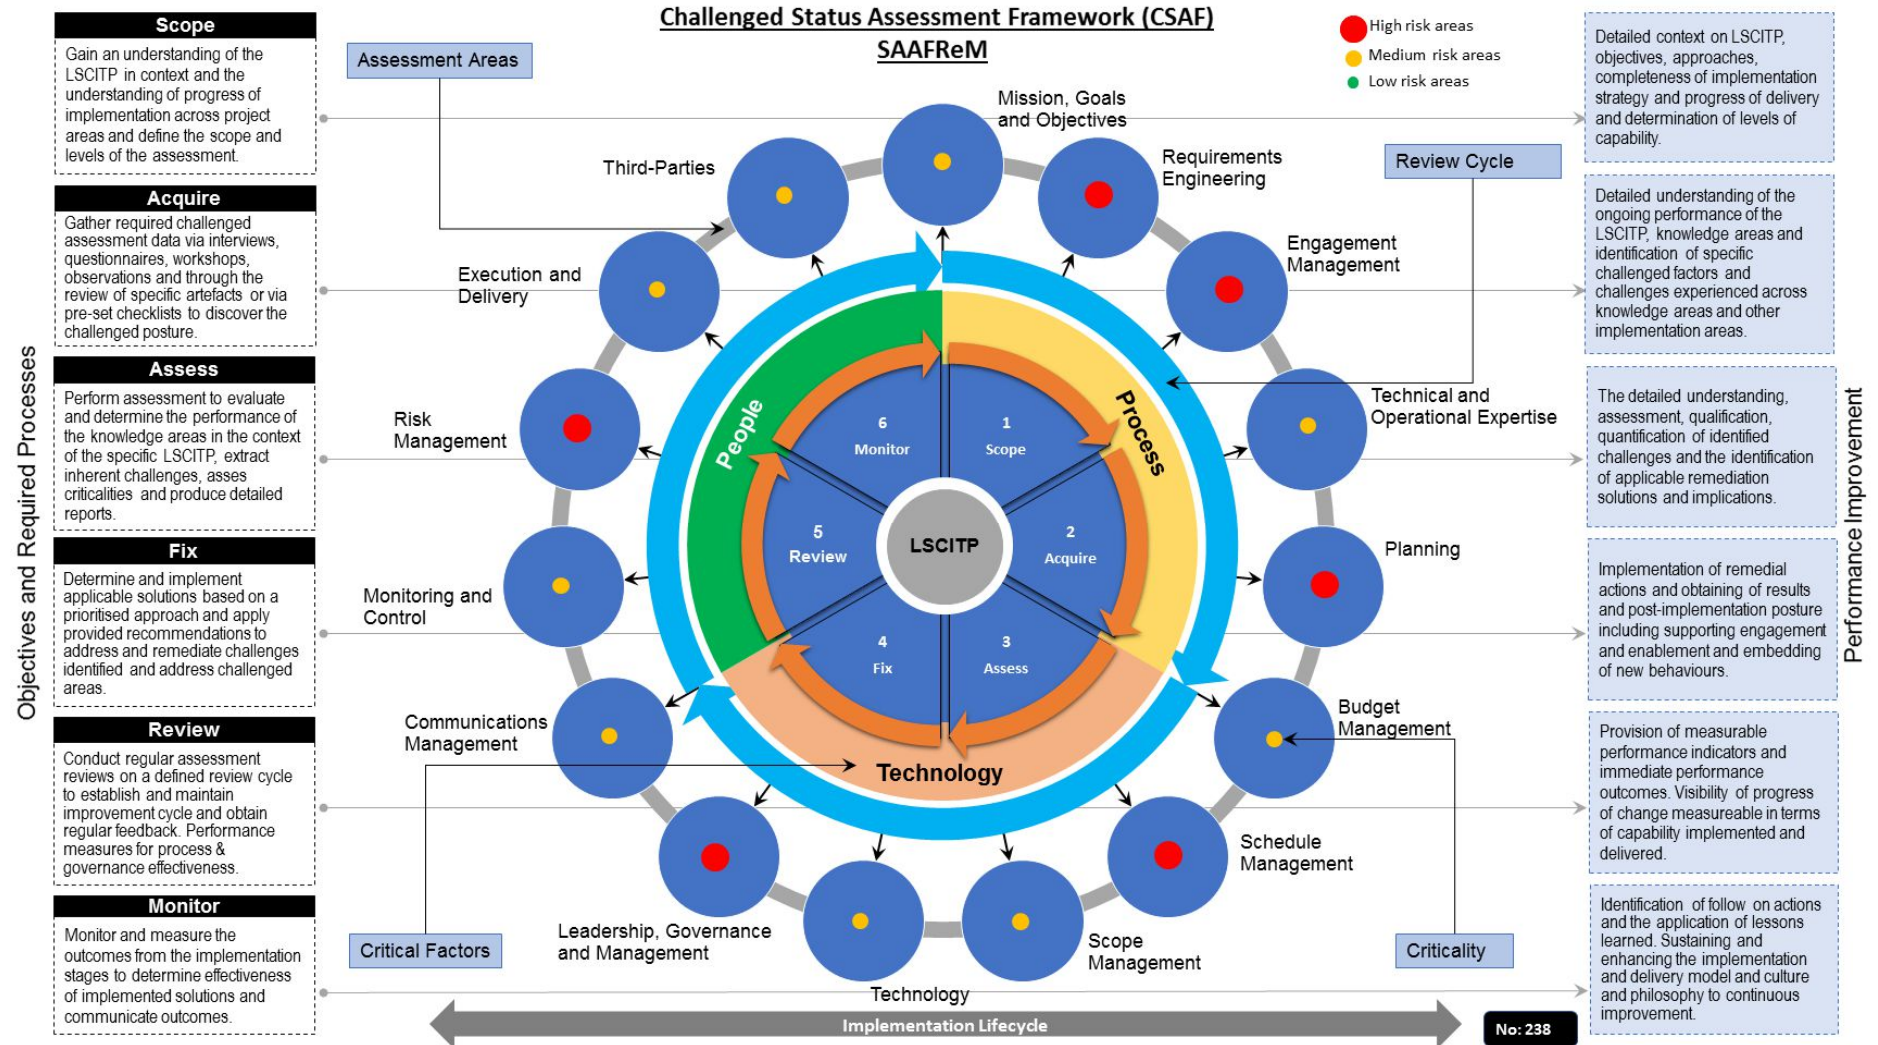 Challenged Status Assessment Framework (CSAF)
SAAFReM
High risk areas
Medium risk areas
Low risk areas
Objectives and Required Processes
Scope
Gain an understanding of the
LSCITP in context and the
understanding of progress of
implementation across project
areas and define the scope and
levels of the assessment.
Acquire
Gather required challenged
assessment data via interviews,
questionnaires, workshops,
observations and through the
review of specific artefacts or via
pre-set checklists to discover the
challenged posture.
Assess
Perform assessment to evaluate
and determine the performance of
the knowledge areas in the context
of the specific LSCITP, extract
inherent challenges, asses
criticalities and produce detailed
reports.
Fix
Determine and implement
applicable solutions based on a
prioritised approach and apply
provided recommendations to
address and remediate challenges
identified and address challenged
areas.
Review
Conduct regular assessment
reviews on a defined review cycle
to establish and maintain
improvement cycle and obtain
regular feedback. Performance
measures for process &
governance effectiveness.
Monitor
Monitor and measure the
outcomes from the implementation
stages to determine effectiveness
of implemented solutions and
communicate outcomes.
Assessment Areas
Review Cycle
Critical Factors
Criticality
Mission, Goals
and Objectives
Requirements
Engineering
Engagement
Management
Technical and
Operational Expertise
Planning
Budget
Management
Schedule
Management
Scope
Management
Technology
Leadership, Governance
and Management
Communications
Management
Monitoring and
Control
Risk
Management
Execution and
Delivery
Third-Parties
People
Process
Technology
1
Scope
2
Acquire
3
Assess
4
Fix
5
Review
6
Monitor
LSCITP
Implementation Lifecycle
No: 238
Detailed context on LSCITP,
objectives, approaches,
completeness of implementation
strategy and progress of delivery
and determination of levels of
capability.
Detailed understanding of the
ongoing performance of the
LSCITP, knowledge areas and
identification of specific
challenged factors and
challenges experienced across
knowledge areas and other
implementation areas.
The detailed understanding,
assessment, qualification,
quantification of identified
challenges and the identification
of applicable remediation
solutions and implications.
Implementation of remedial
actions and obtaining of results
and post-implementation posture
including supporting engagement
and enablement and embedding
of new behaviours.
Provision of measurable
performance indicators and
immediate performance
outcomes. Visibility of progress
of change measureable in terms
of capability implemented and
delivered.
Identification of follow on actions
and the application of lessons
learned. Sustaining and
enhancing the implementation
and delivery model and culture
and philosophy to continuous
improvement.
Performance Improvement